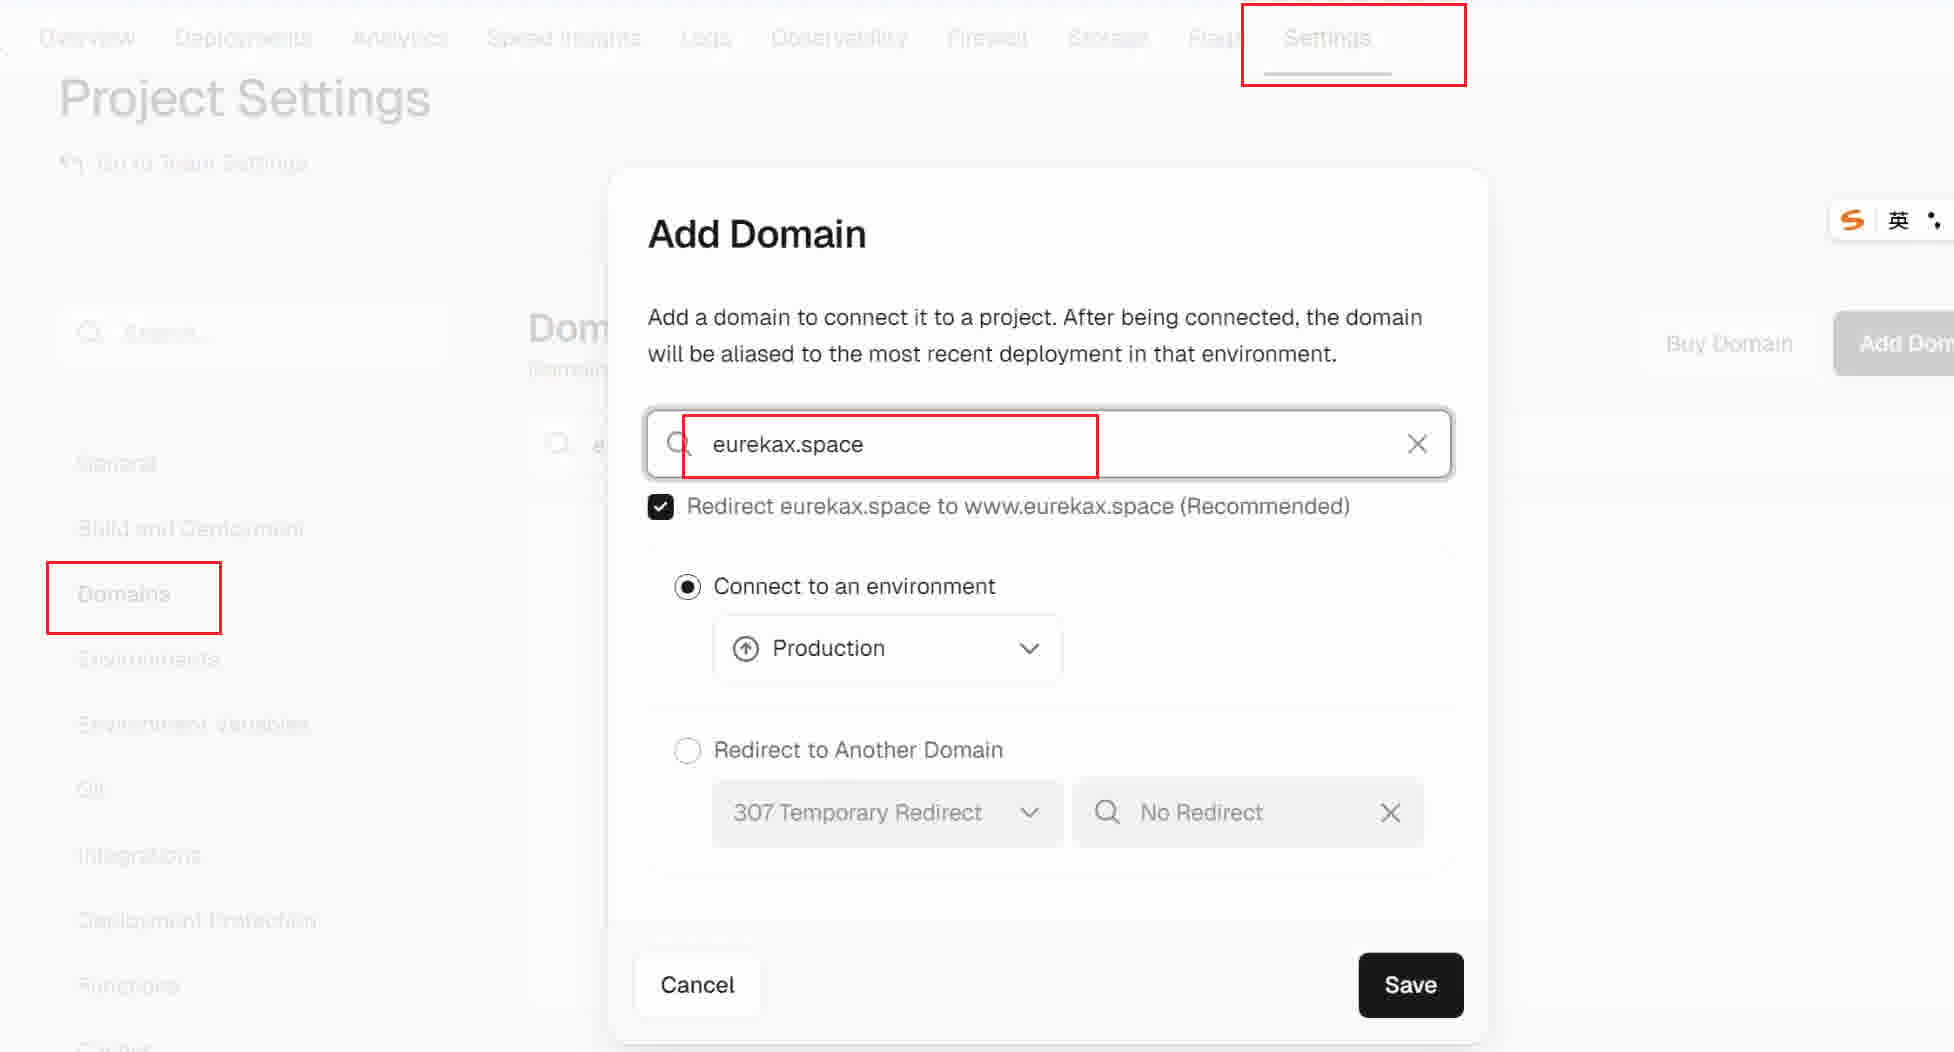 Overview Deployments Analytics Speed Insights Logs Observability Firewall Storage Flags Settings
Project Settings
Go to Team Settings
Add Domain
英
Add a domain to connect it to a project. After being connected, the domain
will be aliased to the most recent deployment in that environment.
Search...
Dom
Domain
Buy Domain
Add Dom
eurekax.space
Redirect eurekax.space to www.eurekax.space (Recommended)
General
Build and Deployment
Domains
Environments
Environment Variables
Git
Integrations
Deployment Protection
Functions
Connect to an environment
Production
Redirect to Another Domain
307 Temporary Redirect
No Redirect
Cancel
Save